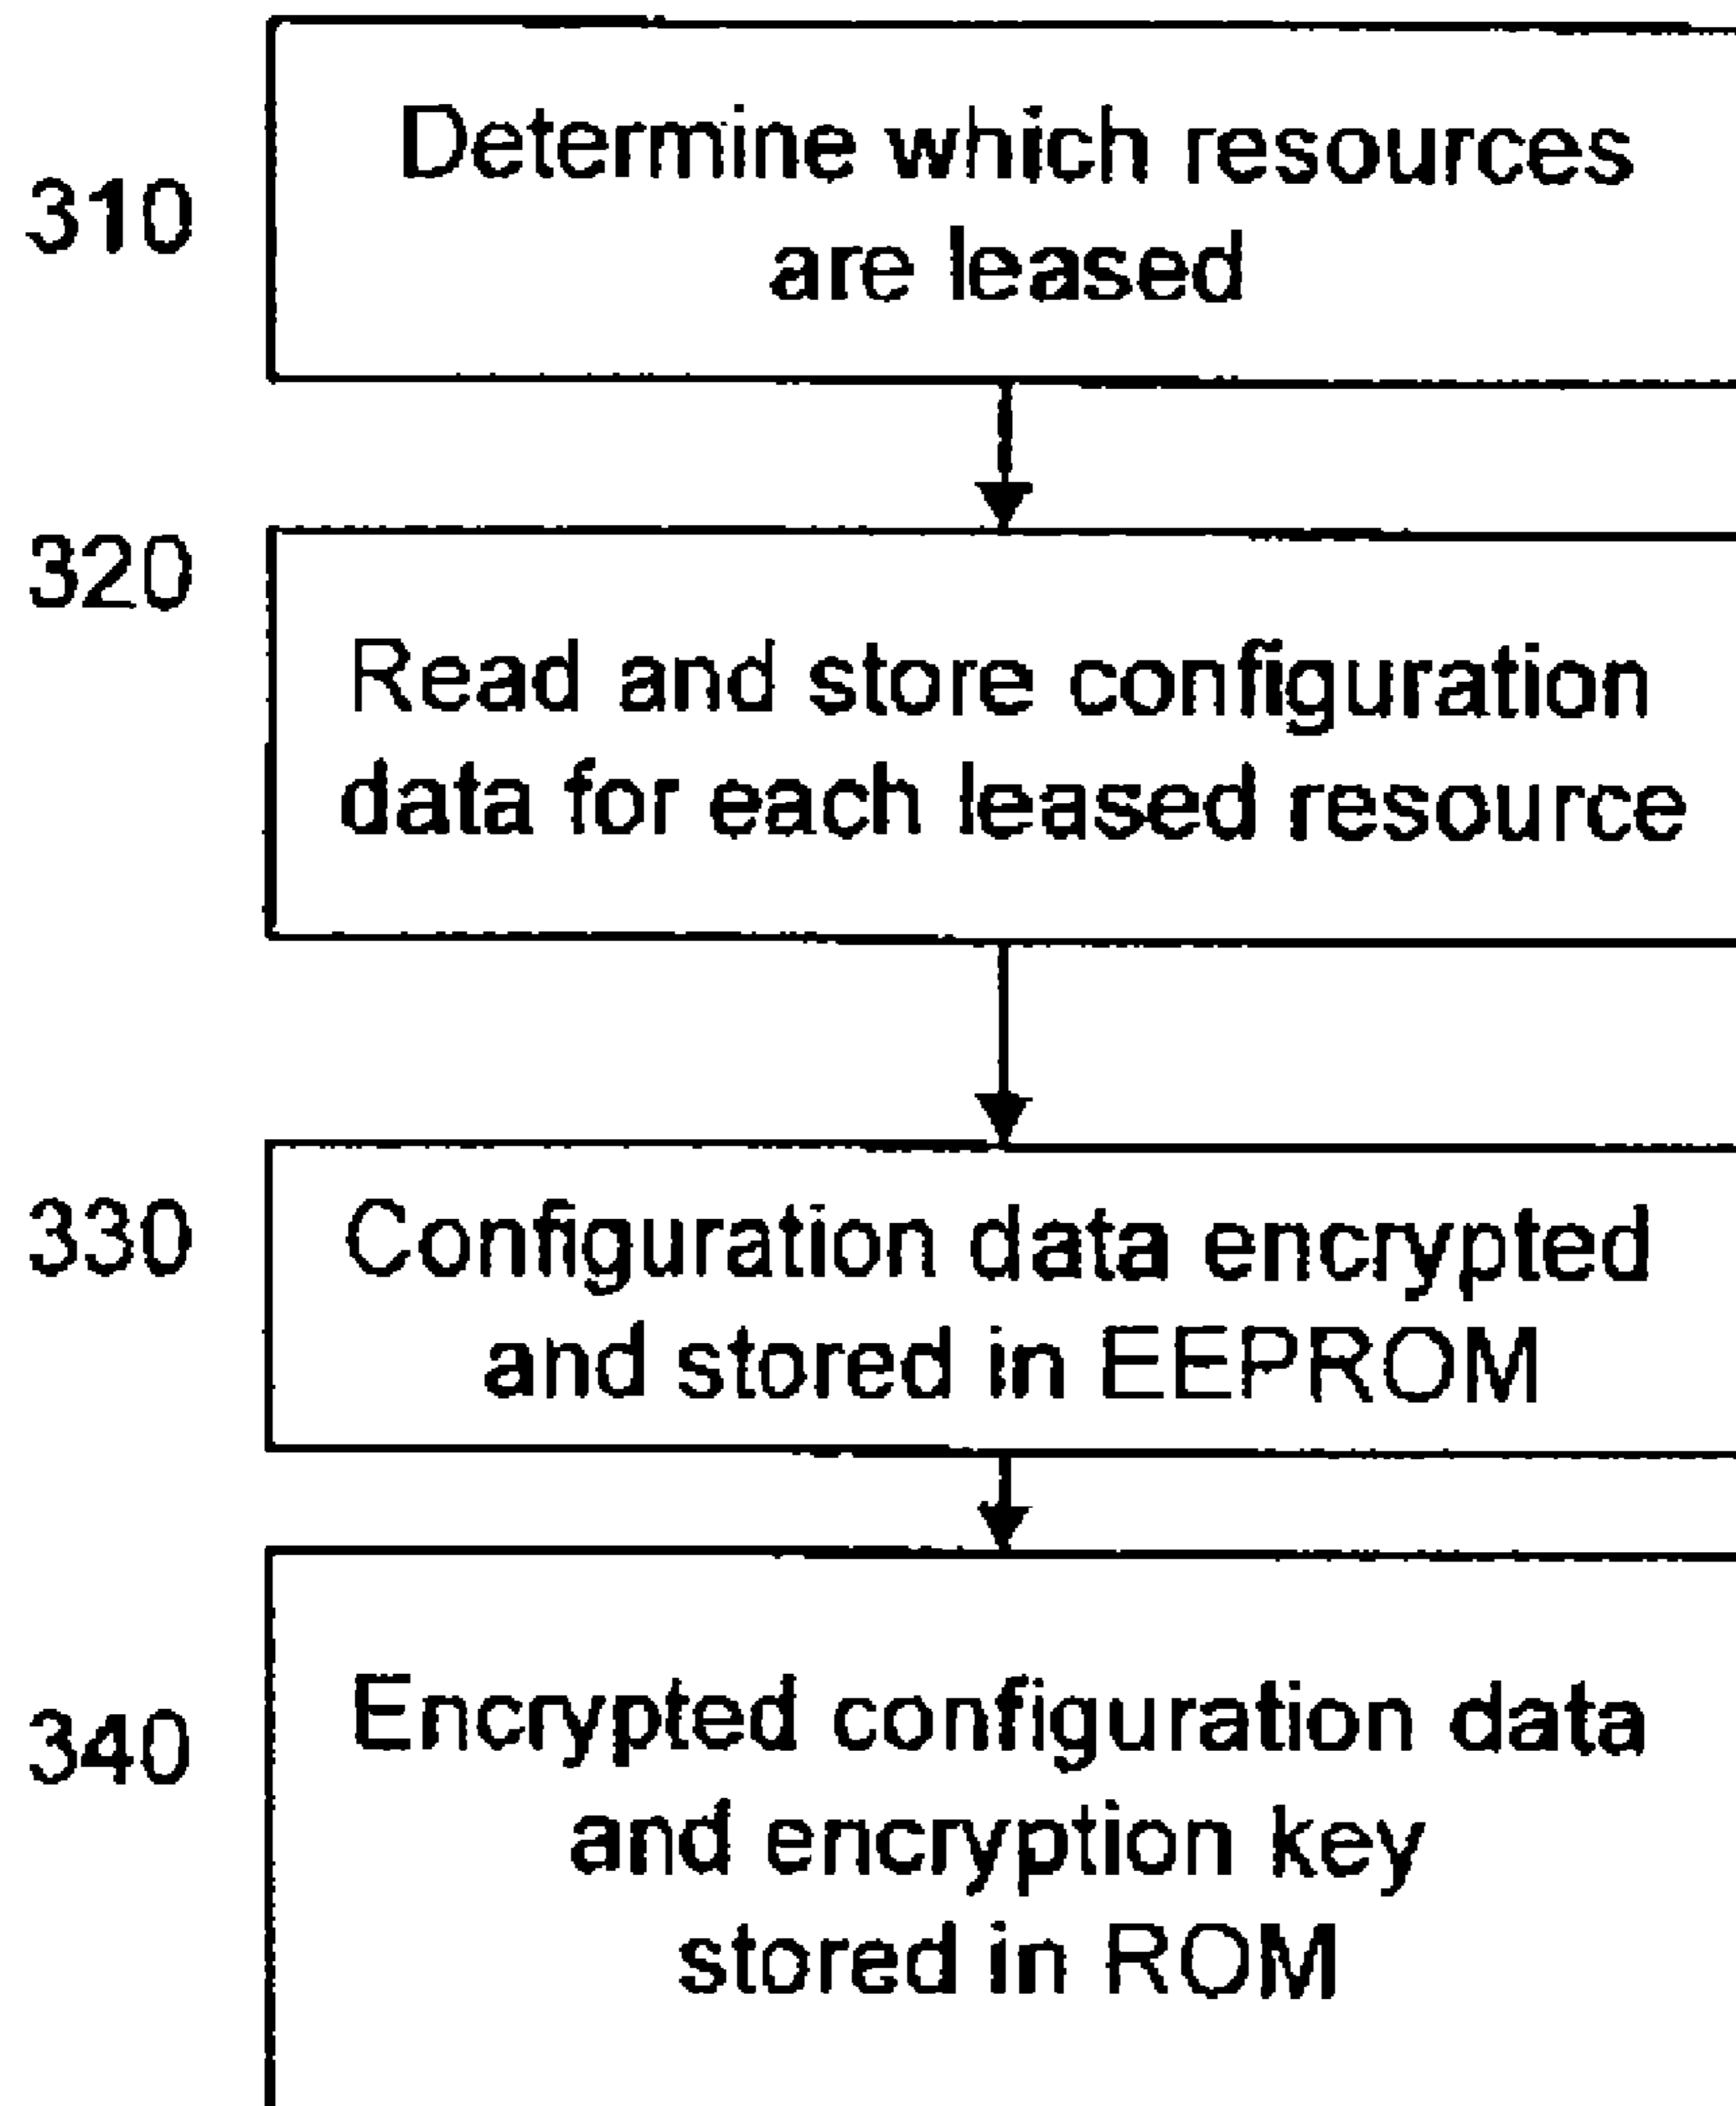 310
Determine which resources
are leased
320
Read and store configuration
data for each leased resource
330
Configuration data encrypted
and stored in EEPROM
340
Encrypted configuration data
and encryption key
stored in ROM